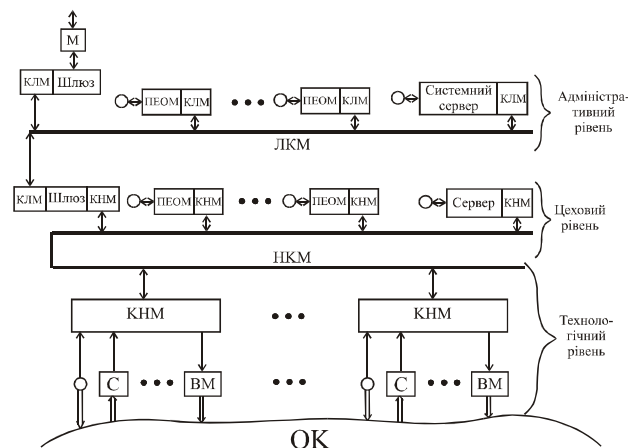 М
КЛМ Шлюз
ПЕОМ КЛМ
ПЕОМ КЛМ
Системний
сервер
КЛМ
Адміністра-
тивний
рівень
ЛКМ
КЛМ Шлюз КНМ
ПЕОМ КНМ
ПЕОМ КНМ
Сервер КНМ
Цеховий
рівень
НКМ
КНМ
КНМ
Техноло-
гічний
рівень
С
ВМ
С
ВМ
ОК